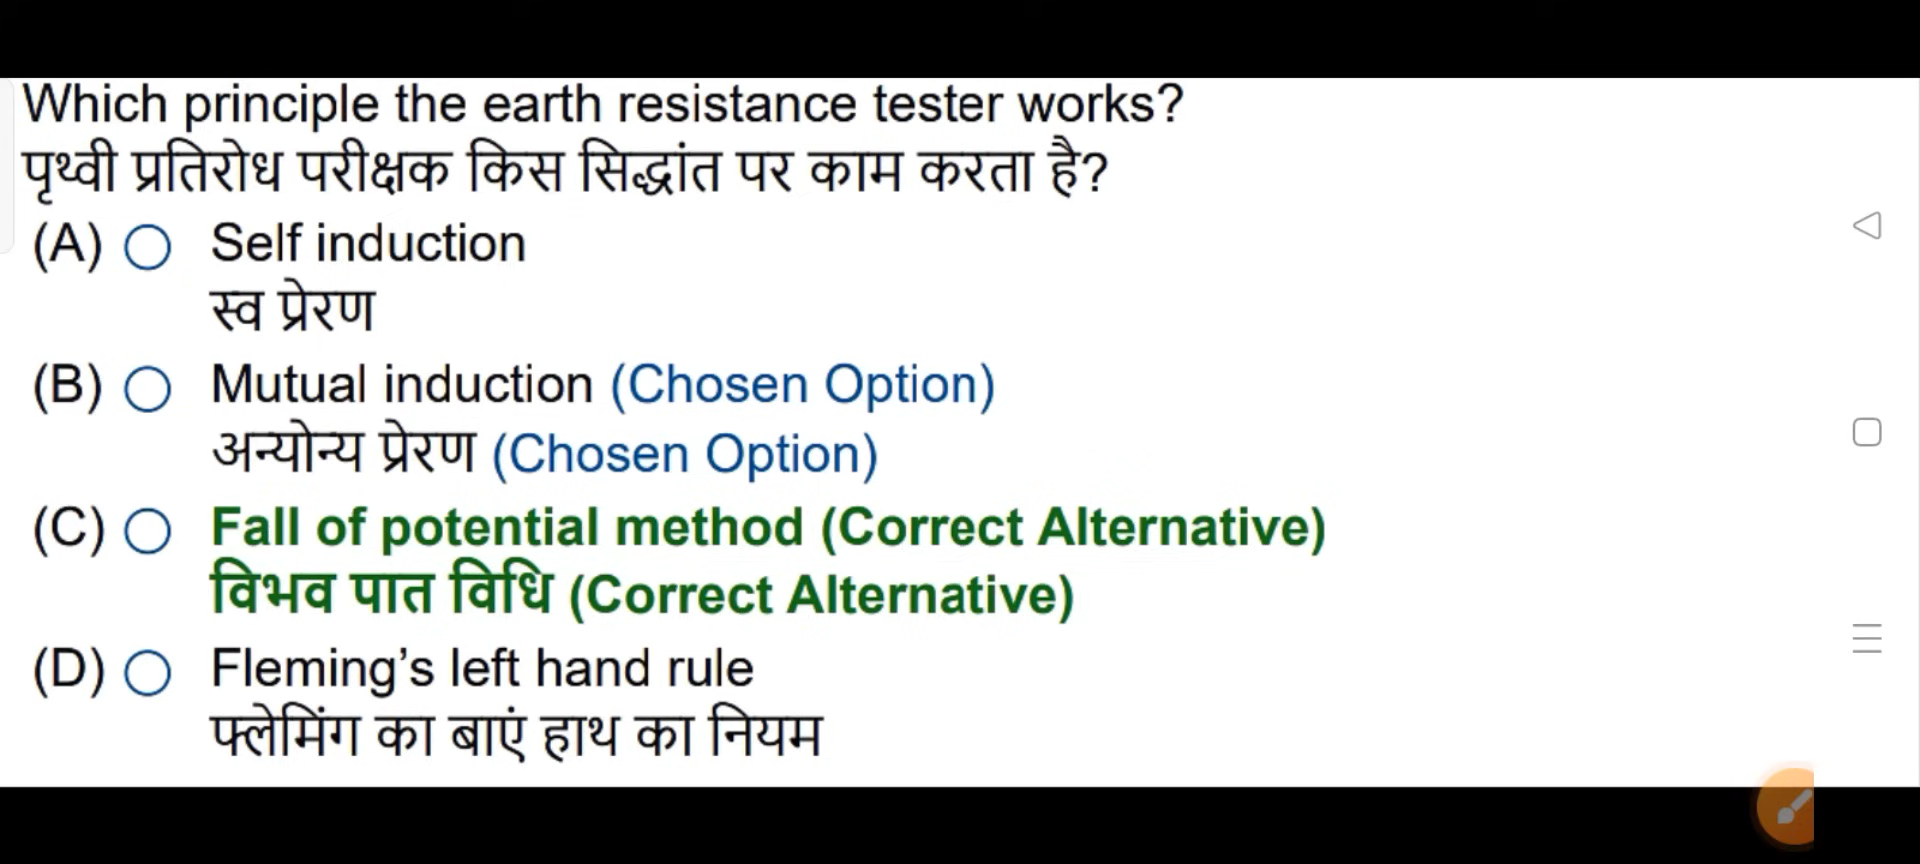 Which principle the earth resistance tester works?
पृथ्वी प्रतिरोध परीक्षक किस सिद्धांत पर काम करता है?
(A) Self induction
स्व प्रेरण
(B) Mutual induction (Chosen Option)
अन्योन्य प्रेरण (Chosen Option)
(C) Fall of potential method (Correct Alternative)
विभव पात विधि (Correct Alternative)
(D) Fleming’s left hand rule
फ्लेमिंग का बाएं हाथ का नियम